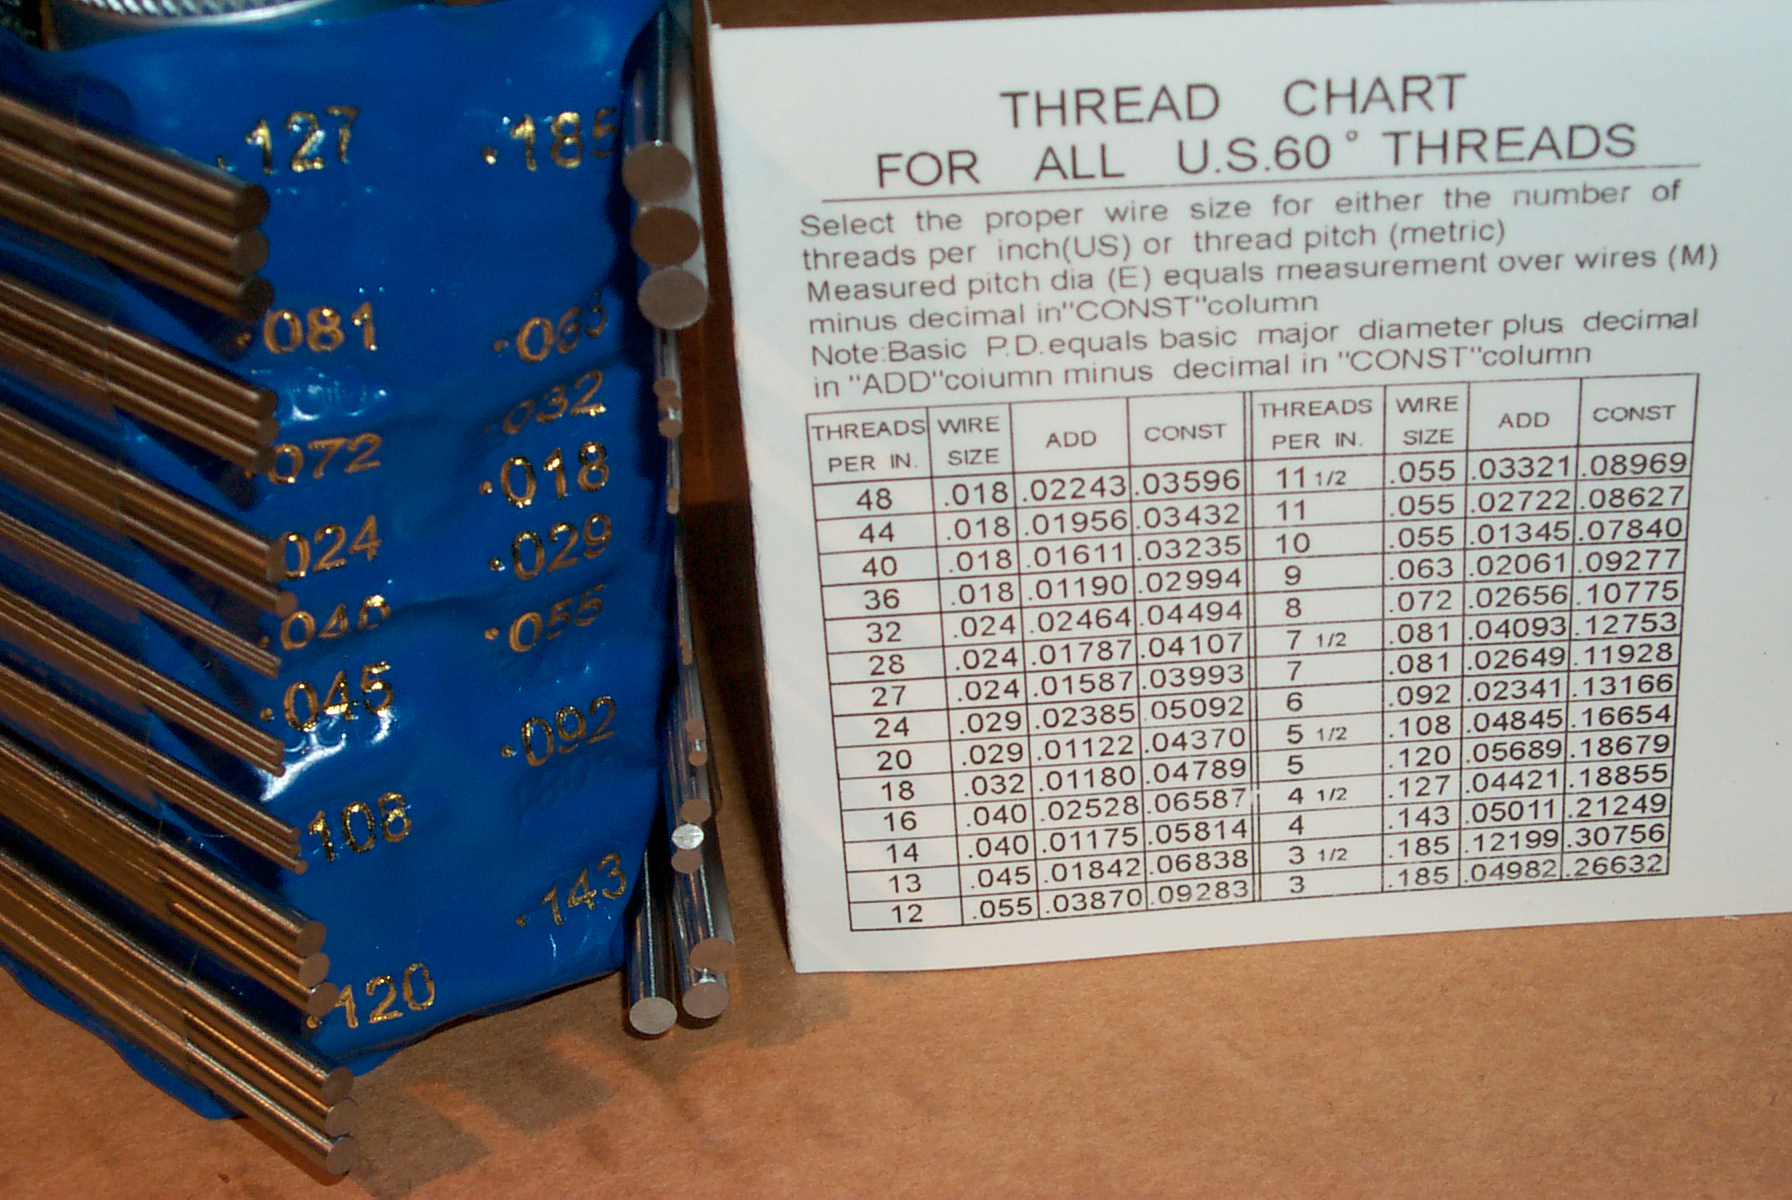 .127 .185
.081 .063
.032
.072 .018
.024 .029
.040 .055
.045
.092
.108
.143
.120
THREAD CHART
FOR ALL U.S.60° THREADS
Select the proper wire size for either the number of
threads per inch(US) or thread pitch (metric)
Measured pitch dia (E) equals measurement over wires (M)
minus decimal in"CONST"column
Note:Basic P.D.equals basic major diameter plus decimal
in "ADD"column minus decimal in "CONST"column
THREADS PER IN. WIRE SIZE ADD CONST THREADS PER IN. WIRE SIZE ADD CONST
48 .018 .02243 .03596 11 1/2 .055 .03321 .08969
44 .018 .01956 .03432 11 .055 .02722 .08627
40 .018 .01611 .03235 10 .055 .01345 .07840
36 .018 .01190 .02994 9 .063 .02061 .09277
32 .024 .02464 .04494 8 .072 .02656 .10775
28 .024 .01787 .04107 7 1/2 .081 .04093 .12753
27 .024 .01587 .03993 7 .081 .02649 .11928
24 .029 .02385 .05092 6 .092 .02341 .13166
20 .029 .01122 .04370 5 1/2 .108 .04845 .16654
18 .032 .01180 .04789 5 .120 .05689 .18679
16 .040 .02528 .06587 4 1/2 .127 .04421 .18855
14 .040 .01175 .05814 4 .143 .05011 .21249
13 .045 .01842 .06838 3 1/2 .185 .12199 .30756
12 .055 .03870 .09283 3 .185 .04982 .26632